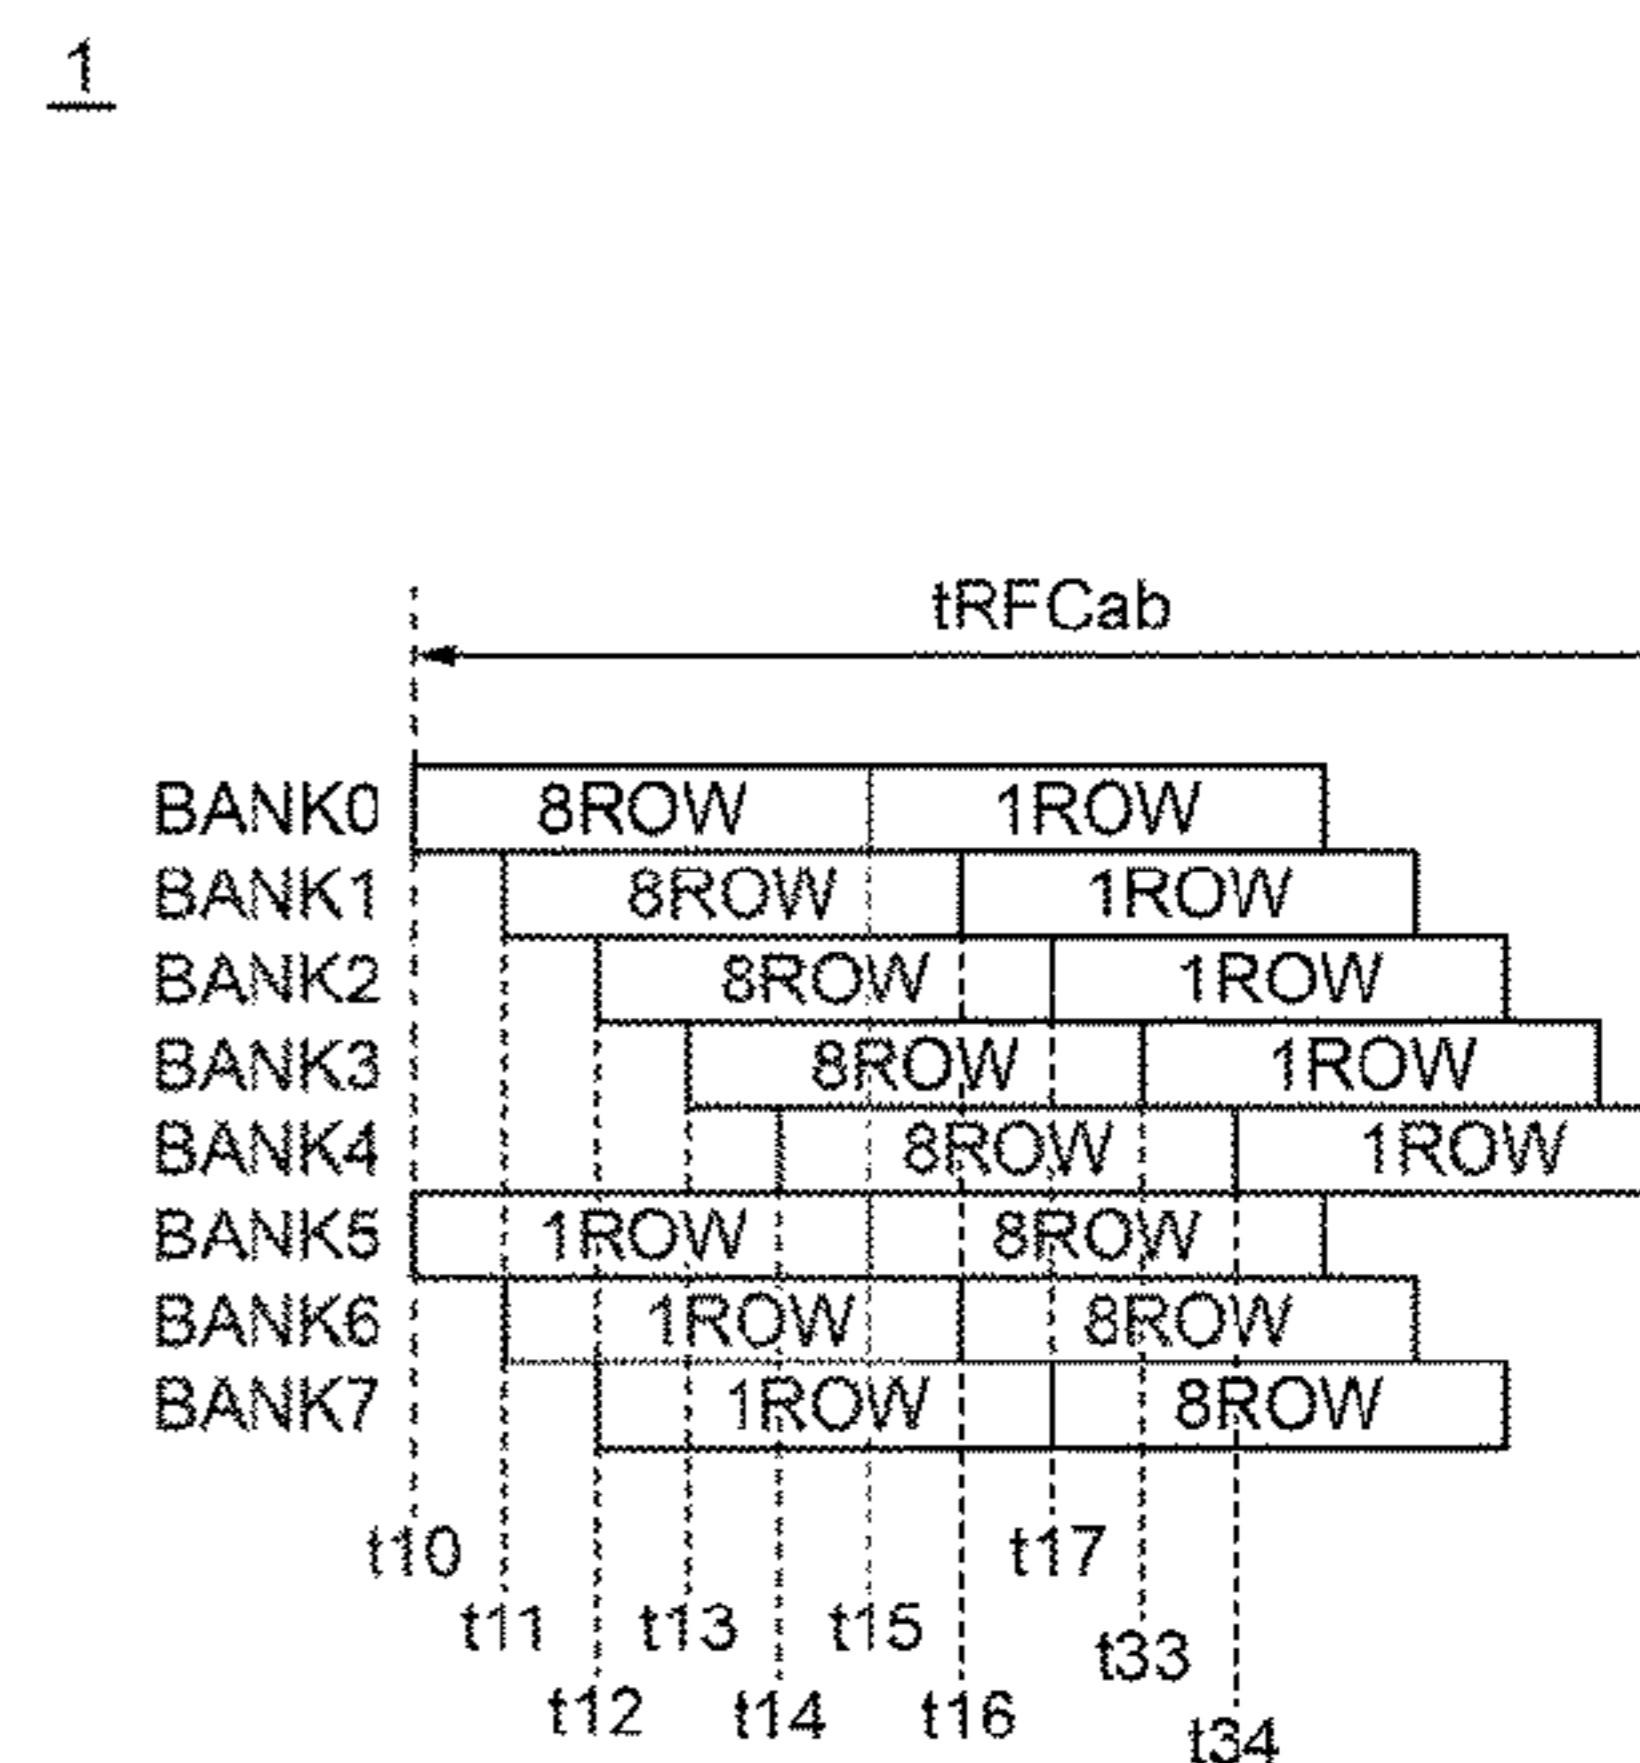 1
tRFCab
BANK0 8ROW 1ROW
BANK1 8ROW 1ROW
BANK2 8ROW 1ROW
BANK3 8ROW 1ROW
BANK4 8ROW 1ROW
BANK5 1ROW 8ROW
BANK6 1ROW 8ROW
BANK7 1ROW 8ROW
t10 t17
t11 t13 t15 t33
t12 t14 t16 t34